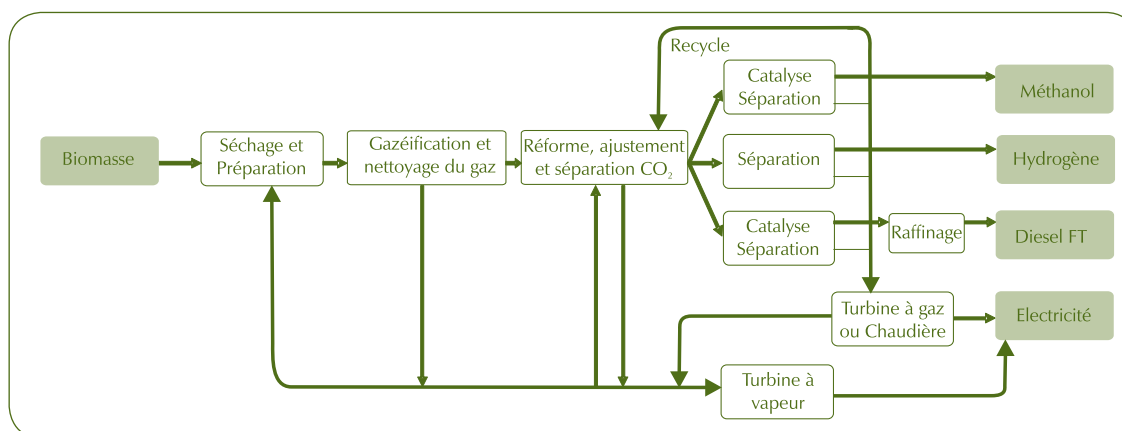 Recycle
Catalyse
Séparation
Méthanol
Biomasse
Séchage et
Préparation
Gazéification et
nettoyage du gaz
Réforme, ajustement
et séparation CO₂
Séparation
Hydrogène
Catalyse
Séparation
Raffinage
Diesel FT
Turbine à gaz
ou Chaudière
Electricité
Turbine à
vapeur